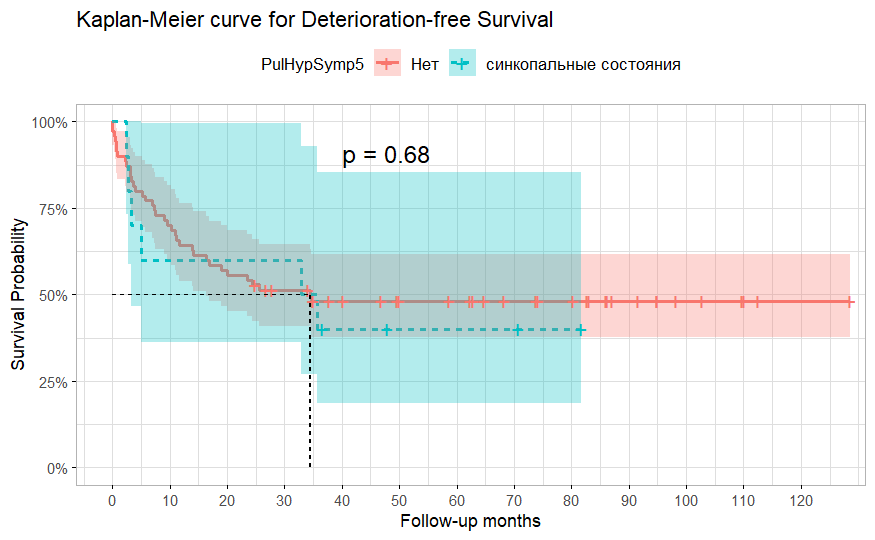 Kaplan-Meier curve for Deterioration-free Survival
PulHypSymp5 Нет синкопальные состояния
p = 0.68
100%
75%
50%
25%
0%
Survival Probability
0 10 20 30 40 50 60 70 80 90 100 110 120
Follow-up months